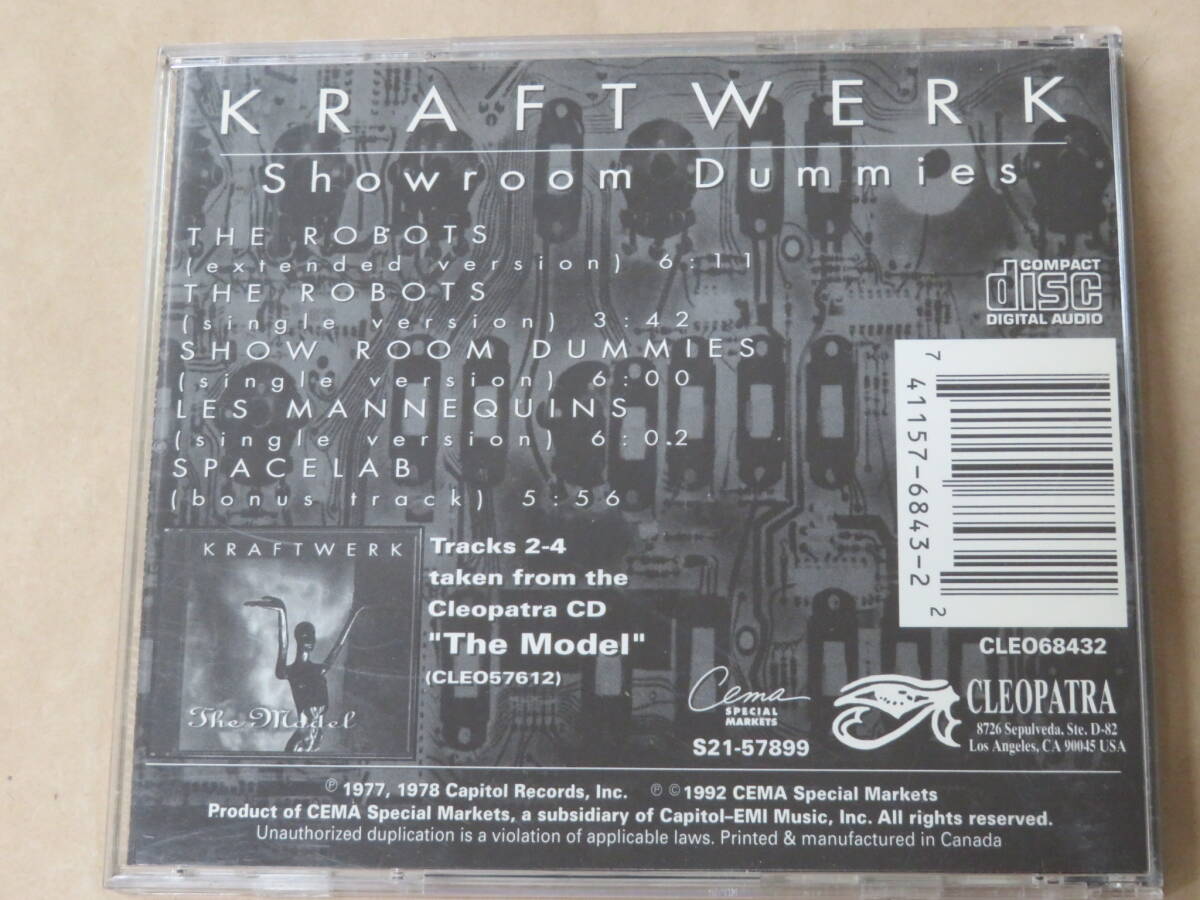 KRAFTWERK
Showroom Dummies
THE ROBOTS
(extended version) 6:11
THE ROBOTS
(single version) 3:42
SHOW ROOM DUMMIES
(single version) 6:00
LES MANNEQUINS
(single version) 6:02
SPACELAB
(bonus track) 5:56
COMPACT
disc
DIGITAL AUDIO
7 41157-6843-2 2
CLEO68432
KRAFTWERK
The Model
Tracks 2-4
taken from the
Cleopatra CD
"The Model"
(CLEO57612)
Cema
SPECIAL
MARKETS
S21-57899
CLEOPATRA
8726 Sepulveda, Ste. D-82
Los Angeles, CA 90045 USA
℗ 1977, 1978 Capitol Records, Inc. ℗ © 1992 CEMA Special Markets
Product of CEMA Special Markets, a subsidiary of Capitol–EMI Music, Inc. All rights reserved.
Unauthorized duplication is a violation of applicable laws. Printed & manufactured in Canada